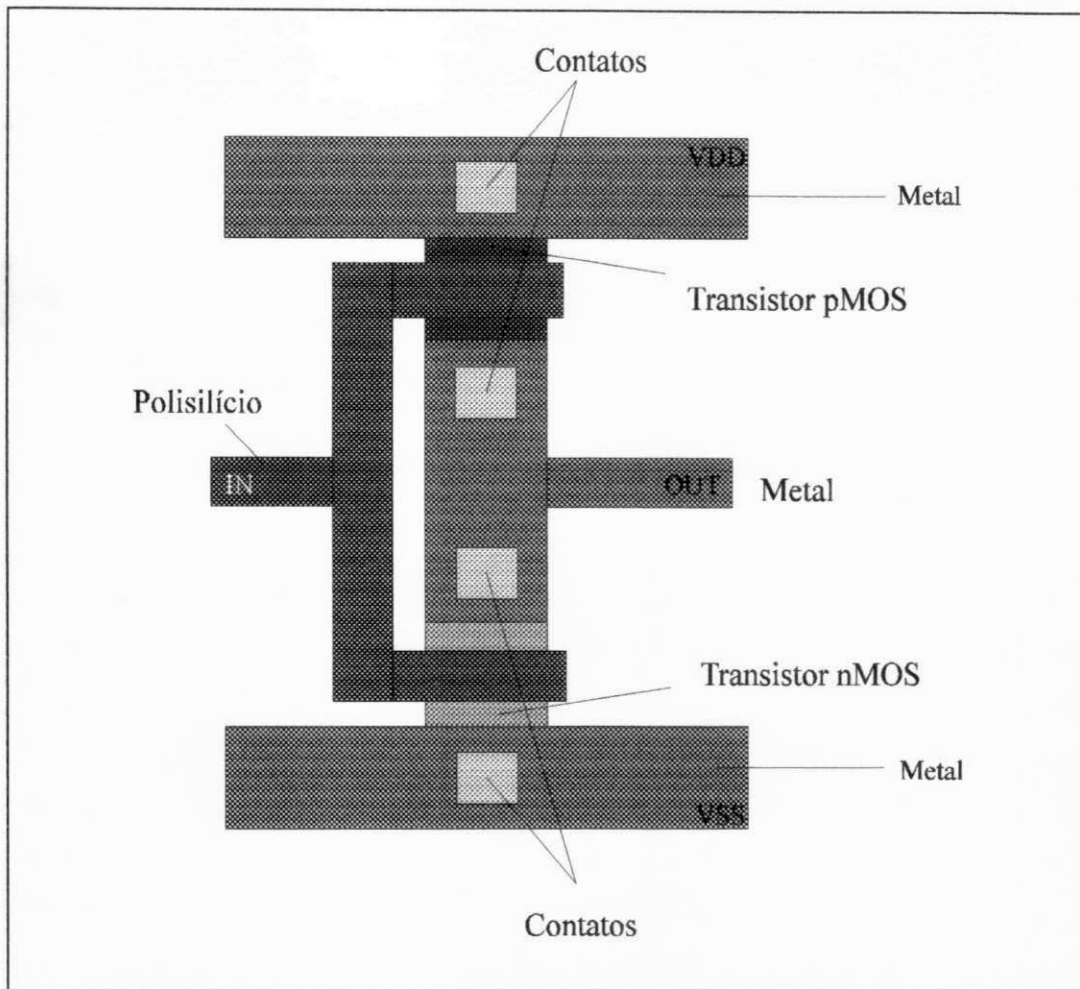 Contatos
VDD
Metal
Transistor pMOS
Polisilício
IN
OUT
Metal
Transistor nMOS
Metal
VSS
Contatos